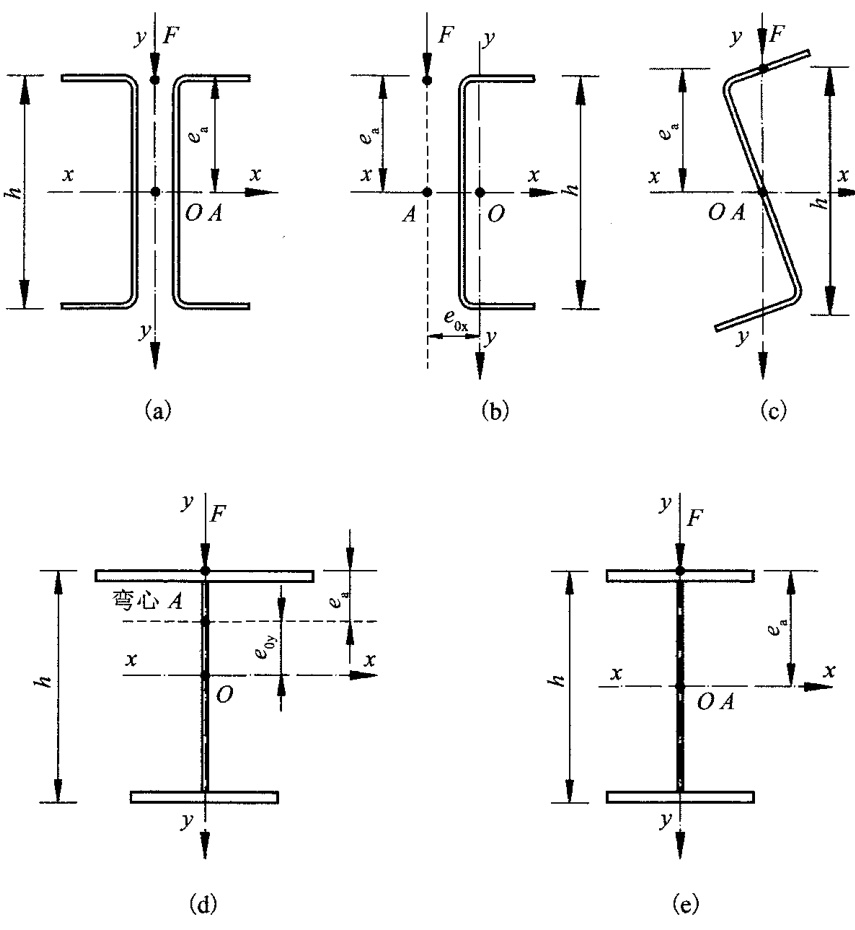 y F
y F
y F
e_a
e_a
e_a
h
x x
x x
h
x x
h
O A
A O
O A
y
e_{0x}
y
y
(a)
(b)
(c)
y F
y F
弯心 A
e_a
e_{0y}
e_a
h
x x
h
x x
O
O A
y
y
(d)
(e)